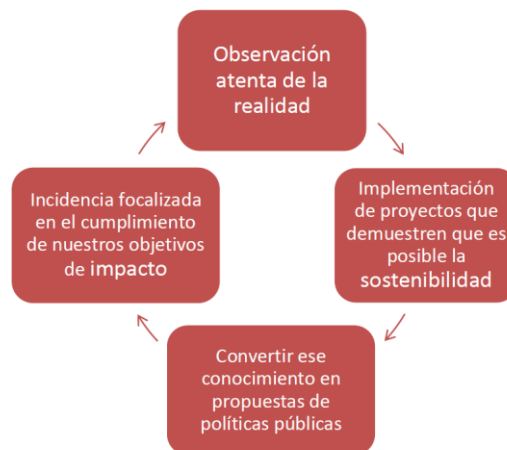 Observación
atenta de la
realidad
Implementación
de proyectos que
demuestren que es
posible la
sostenibilidad
Convertir ese
conocimiento en
propuestas de
políticas públicas
Incidencia focalizada
en el cumplimiento
de nuestros objetivos
de impacto